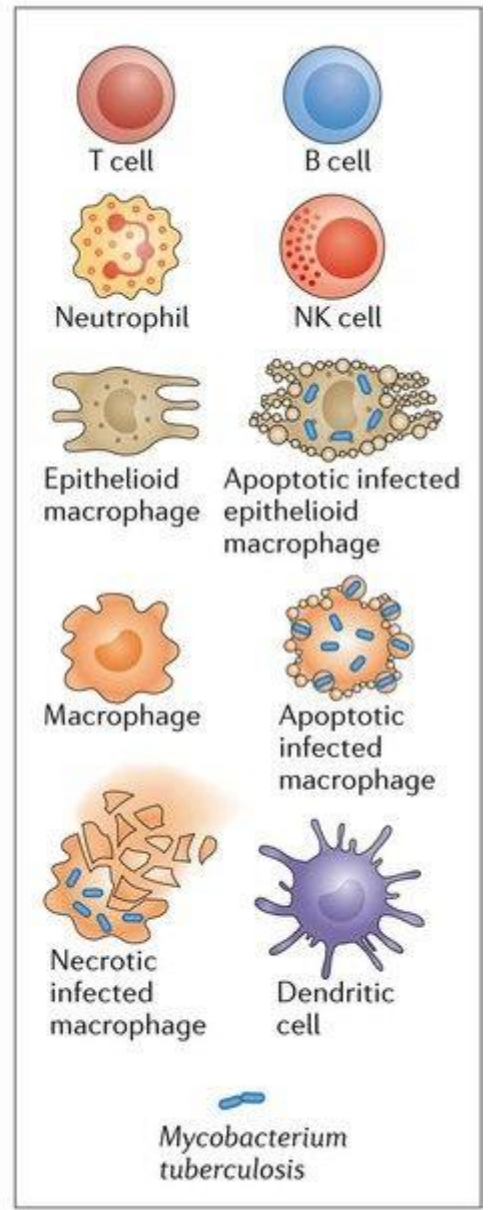 T cell
B cell
Neutrophil
NK cell
Epithelioid
macrophage
Apoptotic infected
epithelioid
macrophage
Macrophage
Apoptotic
infected
macrophage
Necrotic
infected
macrophage
Dendritic
cell
Mycobacterium
tuberculosis